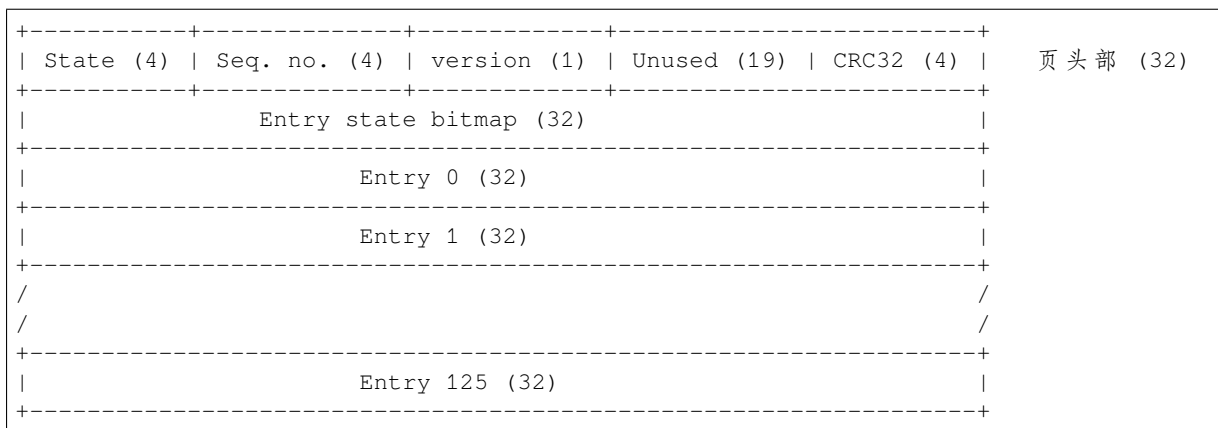 +-----------+--------------+-------------+-------------------------+
| State (4) | Seq. no. (4) | version (1) | Unused (19) | CRC32 (4) | 页头部 (32)
+-----------+--------------+-------------+-------------------------+
| Entry state bitmap (32) |
+------------------------------------------------------------------+
| Entry 0 (32) |
+------------------------------------------------------------------+
| Entry 1 (32) |
+------------------------------------------------------------------+
/ /
/ /
+------------------------------------------------------------------+
| Entry 125 (32) |
+------------------------------------------------------------------+